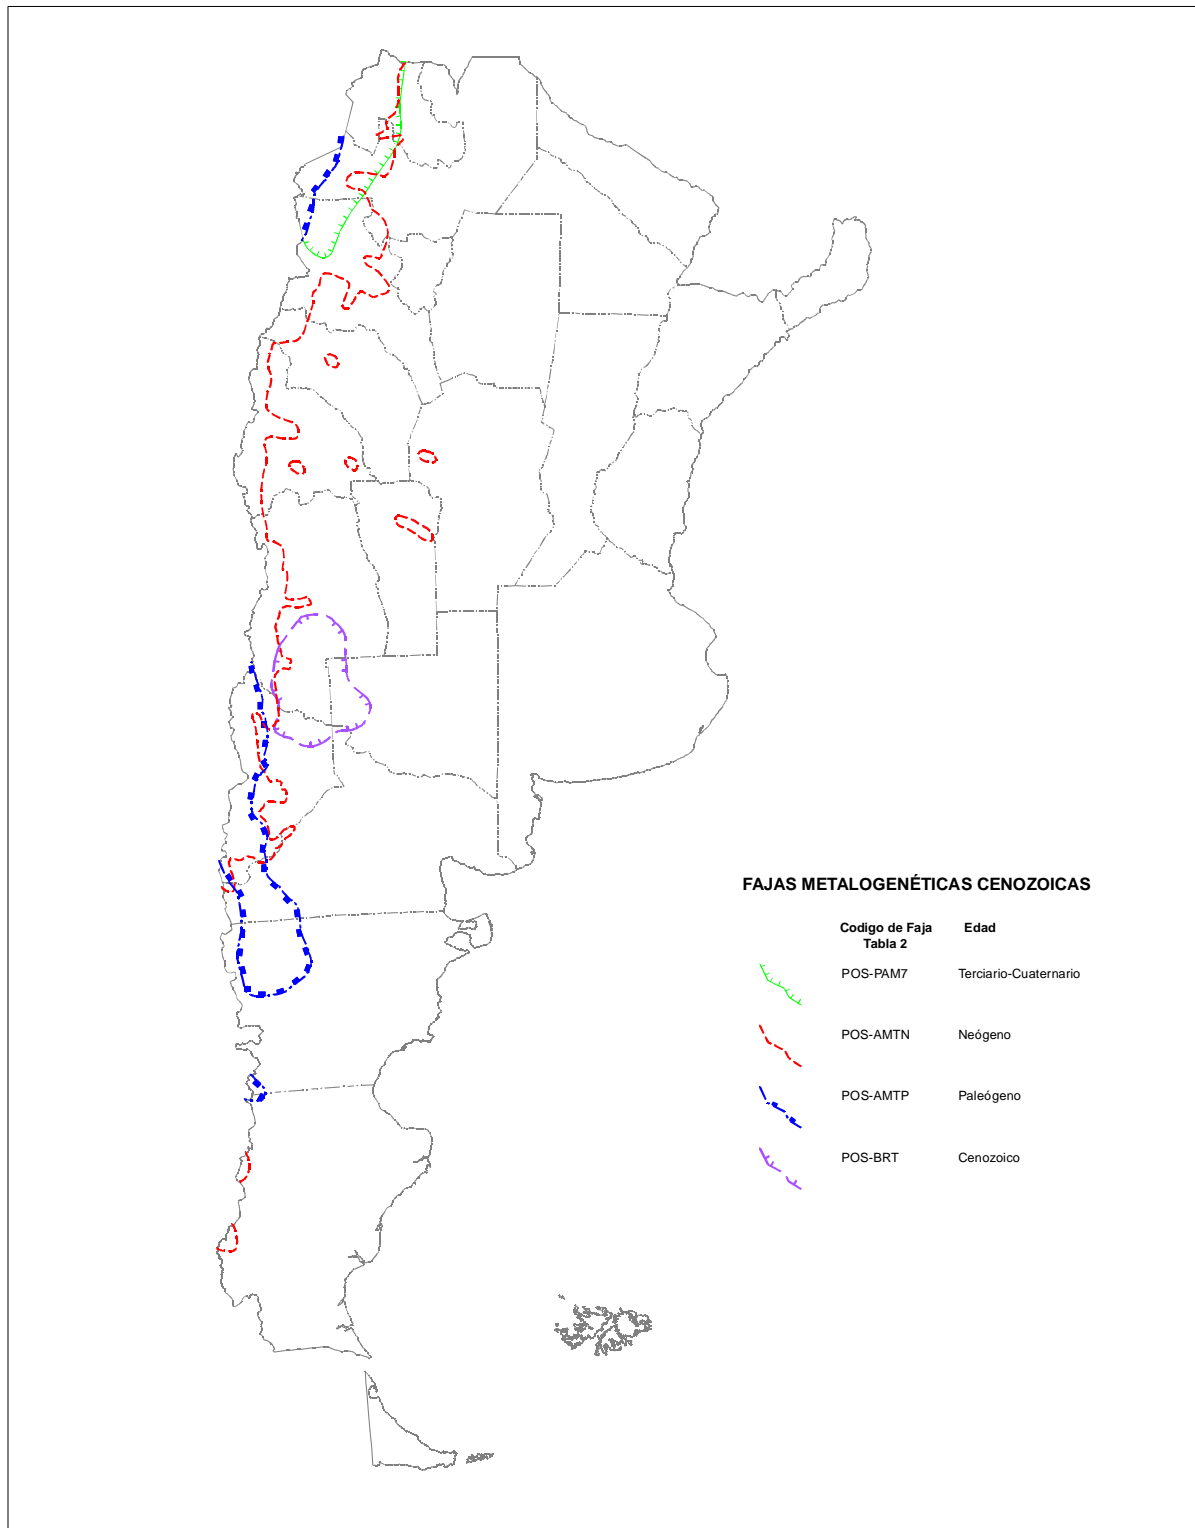 FAJAS METALOGENÉTICAS CENOZOICAS
Codigo de Faja Edad
Tabla 2
POS-PAM7 Terciario-Cuaternario
POS-AMTN Neógeno
POS-AMTP Paleógeno
POS-BRT Cenozoico